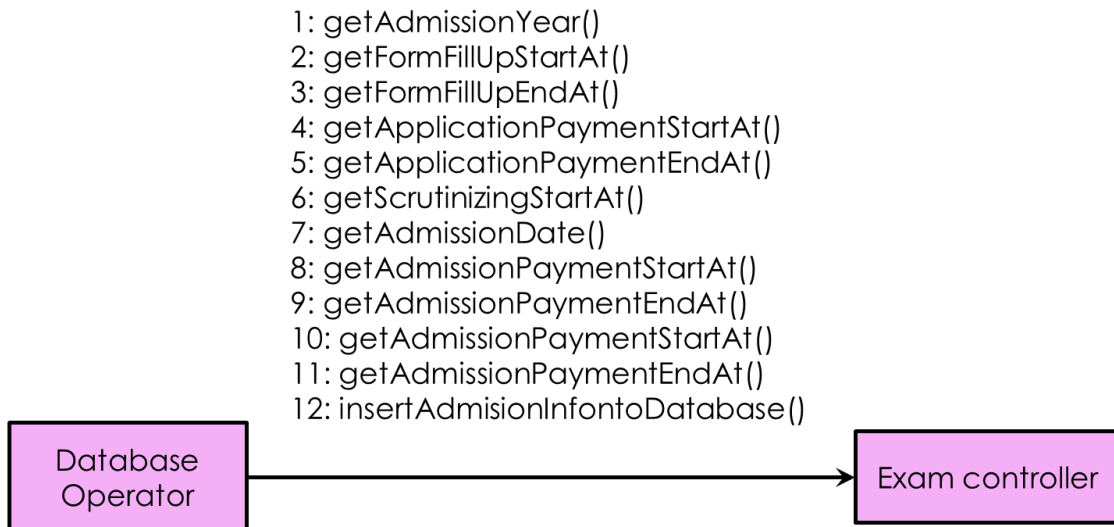 1: getAdmissionYear()
2: getFormFillUpStartAt()
3: getFormFillUpEndAt()
4: getApplicationPaymentStartAt()
5: getApplicationPaymentEndAt()
6: getScrutinizingStartAt()
7: getAdmissionDate()
8: getAdmissionPaymentStartAt()
9: getAdmissionPaymentEndAt()
10: getAdmissionPaymentStartAt()
11: getAdmissionPaymentEndAt()
12: insertAdmisionInfontoDatabase()
Database
Operator
Exam controller